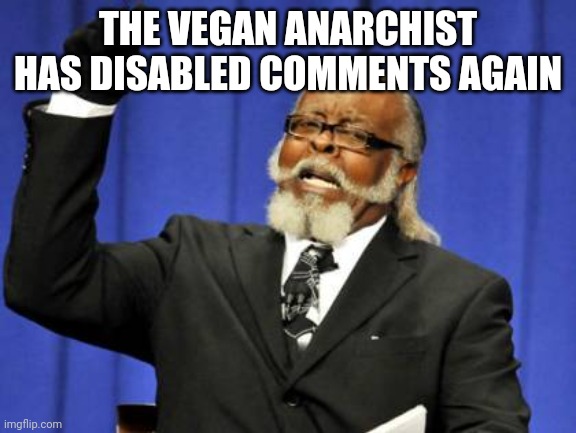 THE VEGAN ANARCHIST
HAS DISABLED COMMENTS AGAIN
imgflip.com